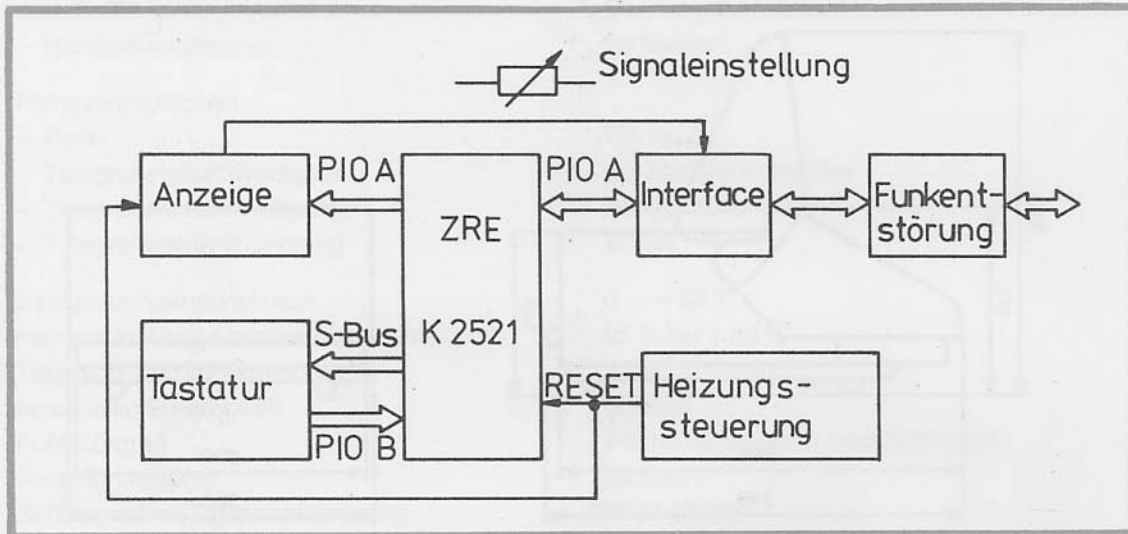 Signaleinstellung
Anzeige
PIO A
ZRE
PIO A
Interface
Funkent-
störung
Tastatur
S-Bus
K 2521
PIO B
RESET
Heizungs-
steuerung